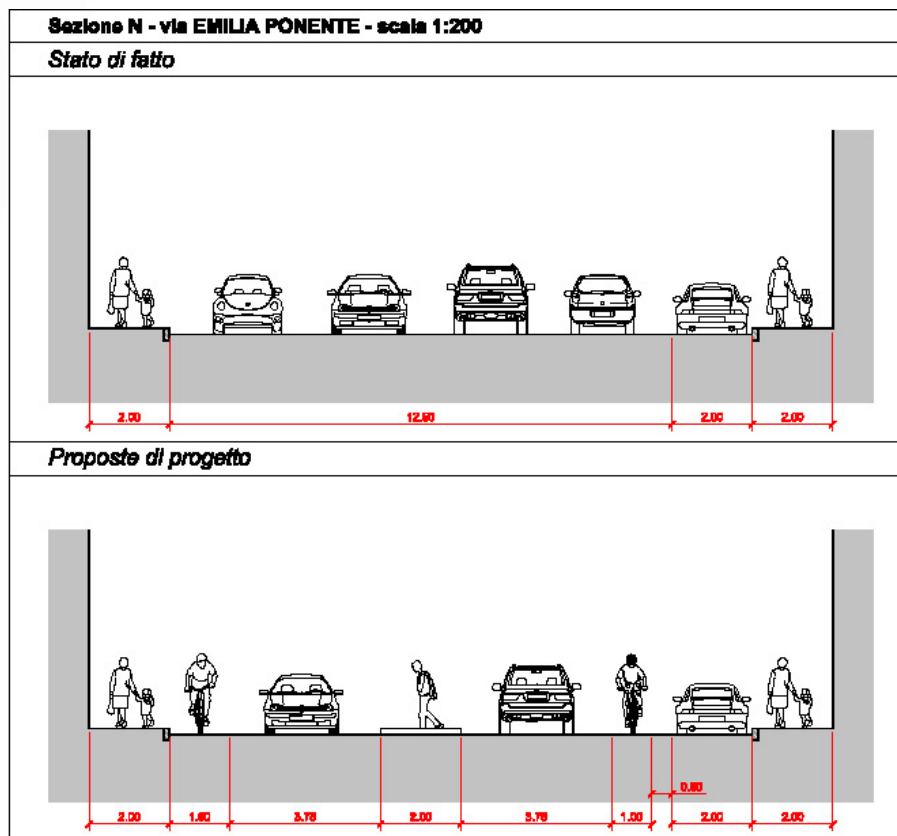 Sezione N - via EMILIA PONENTE - scala 1:200
Stato di fatto
2.00 12.50 2.00 2.00
Proposte di progetto
0.50
2.00 1.50 3.75 2.00 3.75 1.00 2.00 2.00